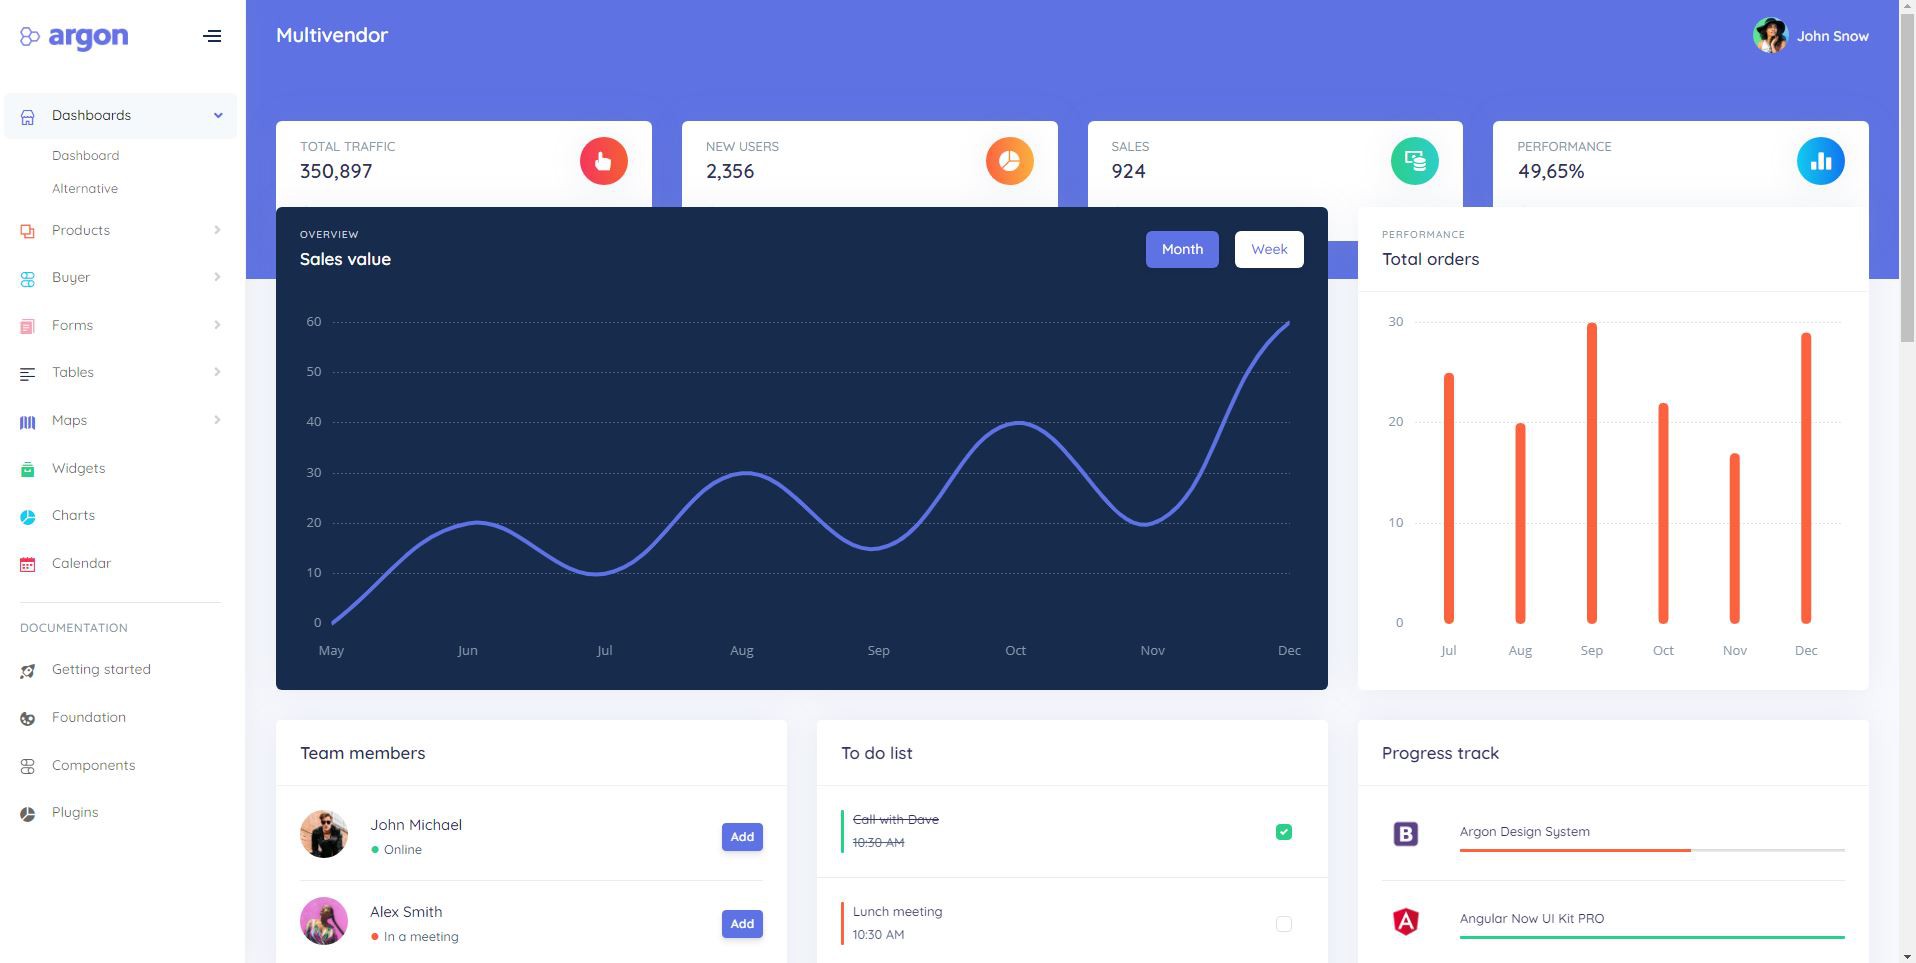 argon
Multivendor
John Snow
Dashboards
Dashboard
Alternative
Products
Buyer
Forms
Tables
Maps
Widgets
Charts
Calendar
DOCUMENTATION
Getting started
Foundation
Components
Plugins
TOTAL TRAFFIC
350,897
NEW USERS
2,356
SALES
924
PERFORMANCE
49,65%
OVERVIEW
Sales value
Month
Week
60
50
40
30
20
10
0
May Jun Jul Aug Sep Oct Nov Dec
PERFORMANCE
Total orders
30
20
10
0
Jul Aug Sep Oct Nov Dec
Team members
John Michael
Online
Add
Alex Smith
In a meeting
Add
To do list
Call with Dave
10:30 AM
Lunch meeting
10:30 AM
Progress track
B
Argon Design System
A
Angular Now UI Kit PRO